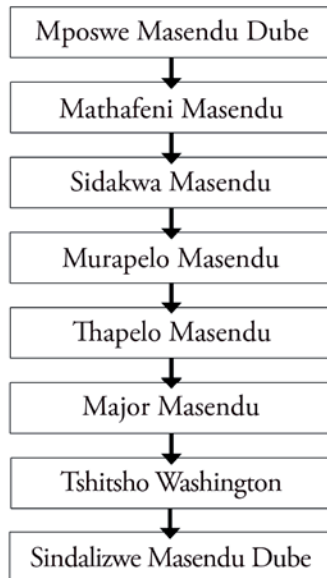 Mposwe Masendu Dube
Mathafeni Masendu
Sidakwa Masendu
Murapelo Masendu
Thapelo Masendu
Major Masendu
Tshitsho Washington
Sindalizwe Masendu Dube